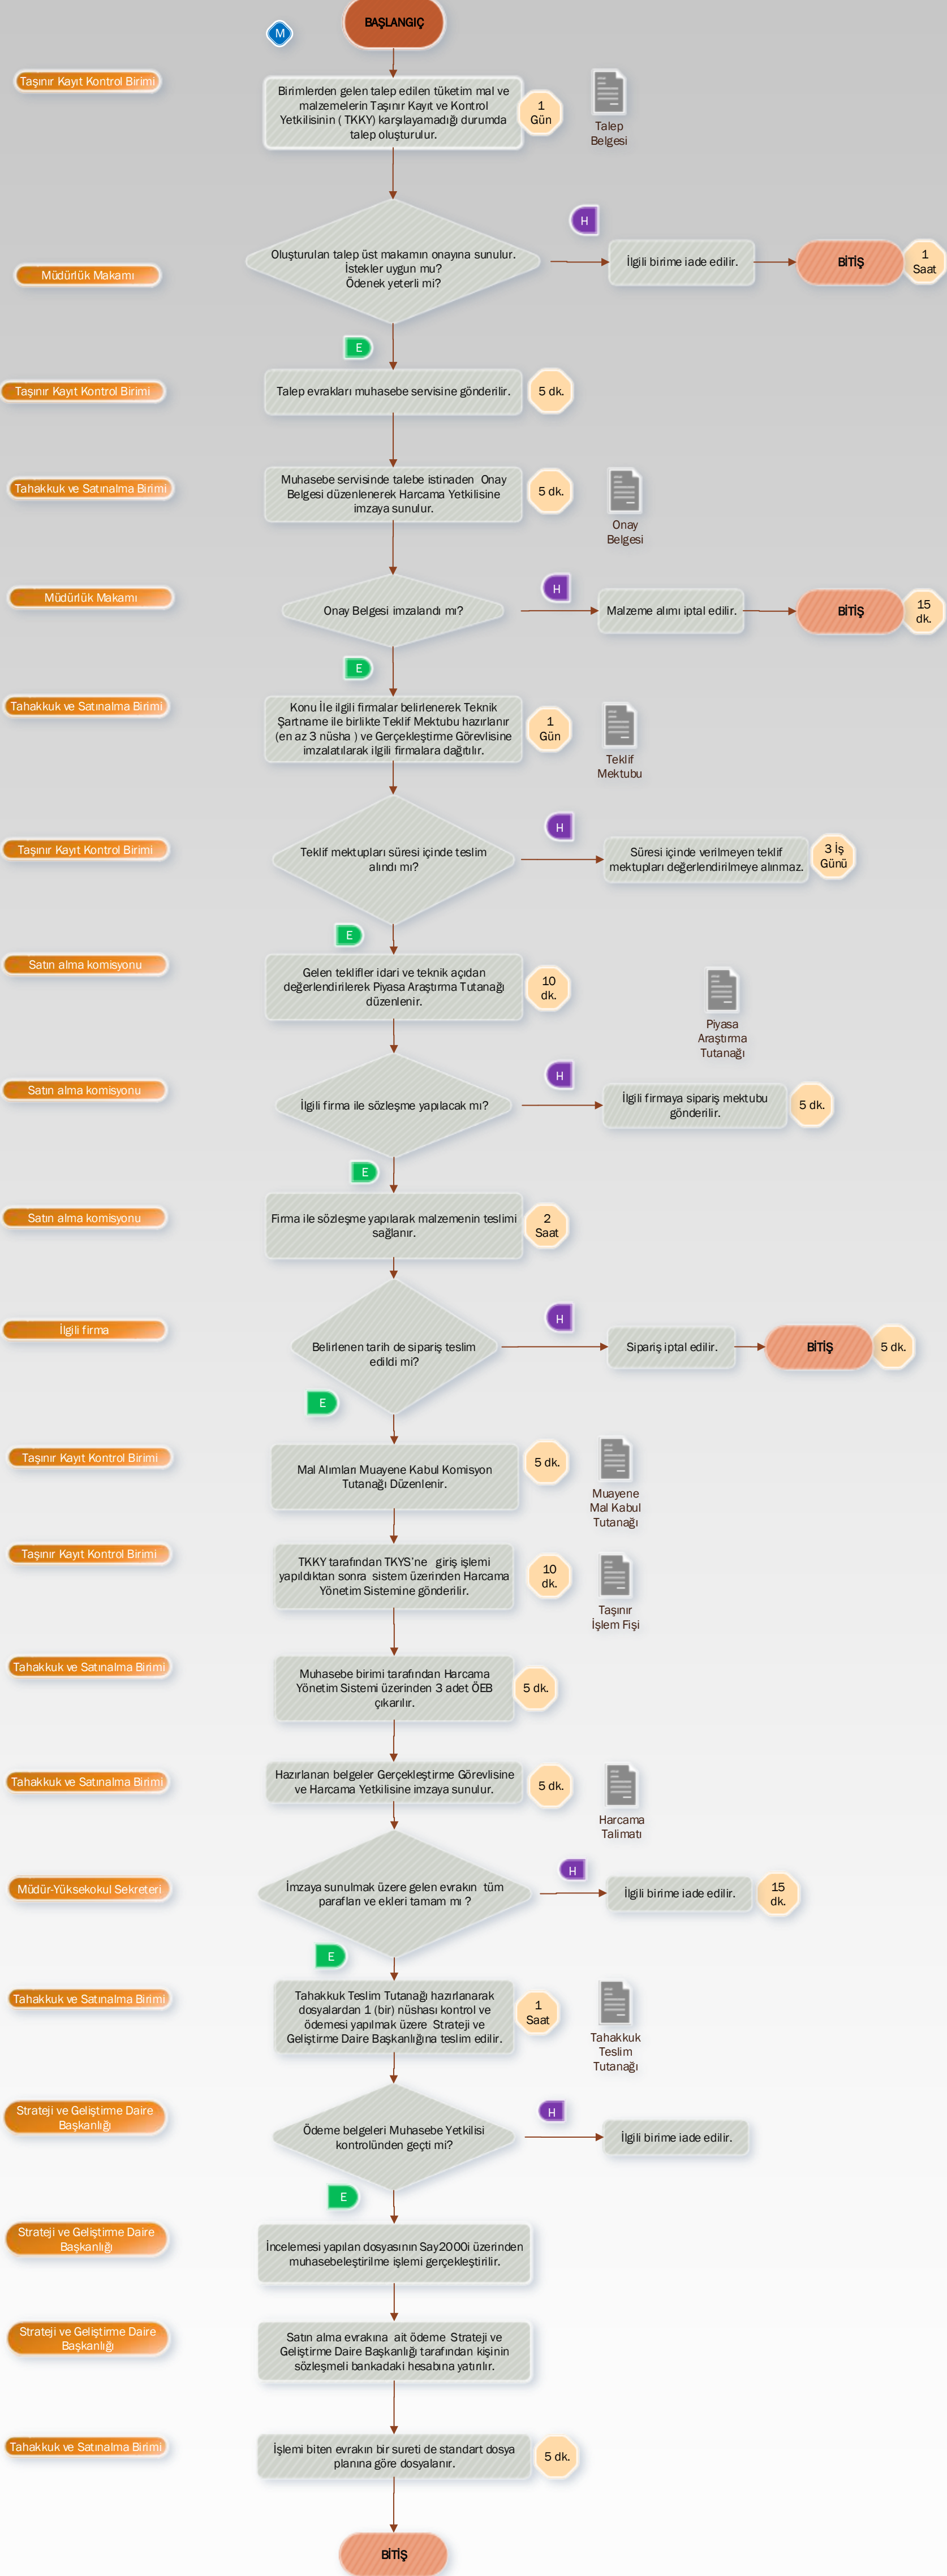 BAŞLANGIÇ
M
Taşınır Kayıt Kontrol Birimi
Birimlerden gelen talep edilen tüketim mal ve
malzemelerin Taşınır Kayıt ve Kontrol
Yetkilisinin ( TKKY) karşılayamadığı durumda
talep oluşturulur.
1
Gün
Talep
Belgesi
Müdürlük Makamı
Oluşturulan talep üst makamın onayına sunulur.
İstekler uygun mu?
Ödenek yeterli mi?
H
İlgili birime iade edilir.
BİTİŞ
1
Saat
E
Taşınır Kayıt Kontrol Birimi
Talep evrakları muhasebe servisine gönderilir.
5 dk.
Tahakkuk ve Satınalma Birimi
Muhasebe servisinde talebe istinaden Onay
Belgesi düzenlenerek Harcama Yetkilisine
imzaya sunulur.
5 dk.
Onay
Belgesi
Müdürlük Makamı
Onay Belgesi imzalandı mı?
H
Malzeme alımı iptal edilir.
BİTİŞ
15
dk.
E
Tahakkuk ve Satınalma Birimi
Konu İle ilgili firmalar belirlenerek Teknik
Şartname ile birlikte Teklif Mektubu hazırlanır
(en az 3 nüsha ) ve Gerçekleştirme Görevlisine
imzalatılarak ilgili firmalara dağıtılır.
1
Gün
Teklif
Mektubu
Taşınır Kayıt Kontrol Birimi
Teklif mektupları süresi içinde teslim
alındı mı?
H
Süresi içinde verilmeyen teklif
mektupları değerlendirilmeye alınmaz.
3 İş
Günü
E
Satın alma komisyonu
Gelen teklifler idari ve teknik açıdan
değerlendirilerek Piyasa Araştırma Tutanağı
düzenlenir.
10
dk.
Piyasa
Araştırma
Tutanağı
Satın alma komisyonu
İlgili firma ile sözleşme yapılacak mı?
H
İlgili firmaya sipariş mektubu
gönderilir.
5 dk.
E
Satın alma komisyonu
Firma ile sözleşme yapılarak malzemenin teslimi
sağlanır.
2
Saat
İlgili firma
Belirlenen tarih de sipariş teslim
edildi mi?
H
Sipariş iptal edilir.
BİTİŞ
5 dk.
E
Taşınır Kayıt Kontrol Birimi
Mal Alımları Muayene Kabul Komisyon
Tutanağı Düzenlenir.
5 dk.
Muayene
Mal Kabul
Tutanağı
Taşınır Kayıt Kontrol Birimi
TKKY tarafından TKYS'ne giriş işlemi
yapıldıktan sonra sistem üzerinden Harcama
Yönetim Sistemine gönderilir.
10
dk.
Taşınır
İşlem Fişi
Tahakkuk ve Satınalma Birimi
Muhasebe birimi tarafından Harcama
Yönetim Sistemi üzerinden 3 adet ÖEB
çıkarılır.
5 dk.
Tahakkuk ve Satınalma Birimi
Hazırlanan belgeler Gerçekleştirme Görevlisine
ve Harcama Yetkilisine imzaya sunulur.
5 dk.
Harcama
Talimatı
Müdür-Yüksekokul Sekreteri
İmzaya sunulmak üzere gelen evrakın tüm
parafları ve ekleri tamam mı ?
H
İlgili birime iade edilir.
15
dk.
E
Tahakkuk ve Satınalma Birimi
Tahakkuk Teslim Tutanağı hazırlanarak
dosyalardan 1 (bir) nüshası kontrol ve
ödemesi yapılmak üzere Strateji ve
Geliştirme Daire Başkanlığına teslim edilir.
1
Saat
Tahakkuk
Teslim
Tutanağı
Strateji ve Geliştirme Daire
Başkanlığı
Ödeme belgeleri Muhasebe Yetkilisi
kontrolünden geçti mi?
H
İlgili birime iade edilir.
E
Strateji ve Geliştirme Daire
Başkanlığı
İncelemesi yapılan dosyasının Say2000i üzerinden
muhasebeleştirilme işlemi gerçekleştirilir.
Strateji ve Geliştirme Daire
Başkanlığı
Satın alma evrakına ait ödeme Strateji ve
Geliştirme Daire Başkanlığı tarafından kişinin
sözleşmeli bankadaki hesabına yatırılır.
Tahakkuk ve Satınalma Birimi
İşlemi biten evrakın bir sureti de standart dosya
planına göre dosyalanır.
5 dk.
BİTİŞ